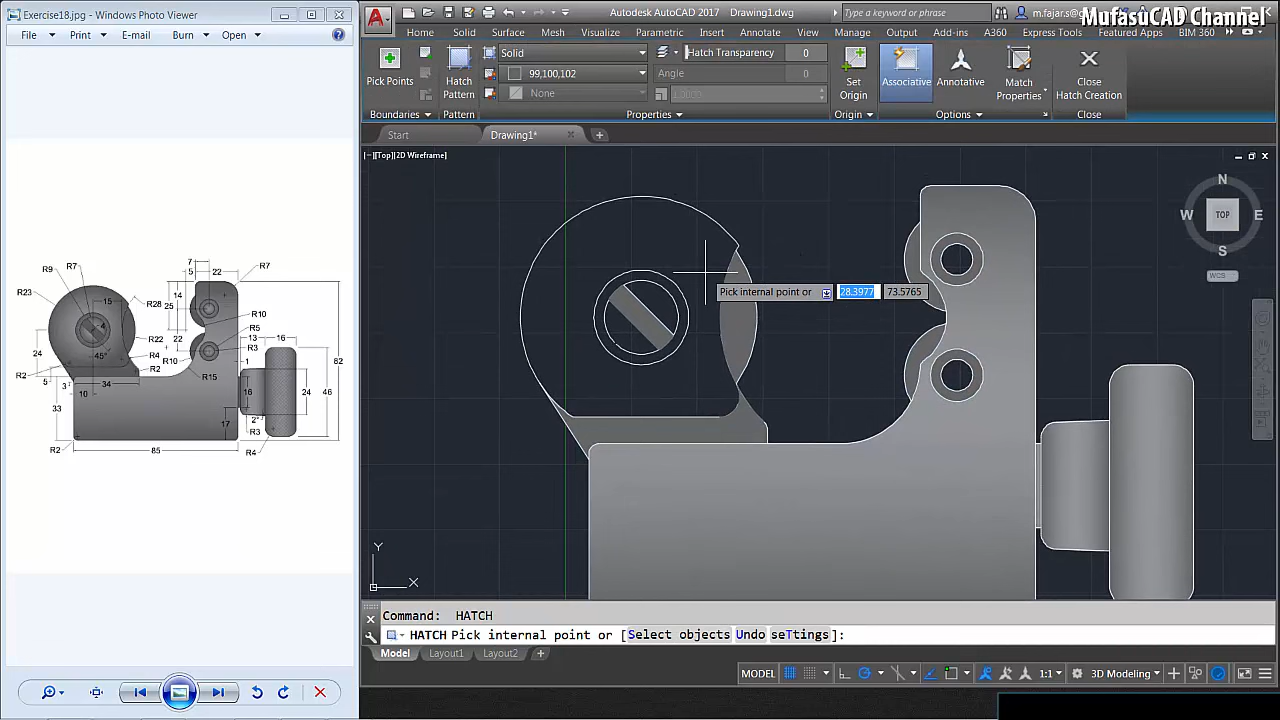 Exercise18.jpg - Windows Photo Viewer
File Print E-mail Burn Open
Autodesk AutoCAD 2017 Drawing1.dwg
Type a keyword or phrase
MufasuCAD Channel
Home Solid Surface Mesh Visualize Parametric Insert Annotate View Manage Output Add-ins A360 Express Tools Featured Apps BIM 360
Pick Points
Boundaries
Hatch Pattern
Pattern
Solid
99,100,102
None
Hatch Transparency 0
Angle 0
Properties
Set Origin
Origin
Associative
Annotative
Match Properties
Options
Close Hatch Creation
Close
Start
Drawing1*
[–][Top][2D Wireframe]
N
W TOP E
S
WCS
Pick internal point or 28.3977 73.5765
R9
R7
R23
15
R28
4
45°
R22
R4
R2
24
R2
5
3
10
34
33
R2
85
7
5
22
R7
14
25
R10
22
R5
13
16
R3
R10
1
R15
82
16
24
46
17
2°
R3
R4
Y
X
Command: HATCH
HATCH Pick internal point or [Select objects Undo seTtings]:
Model Layout1 Layout2
MODEL 1:1 3D Modeling